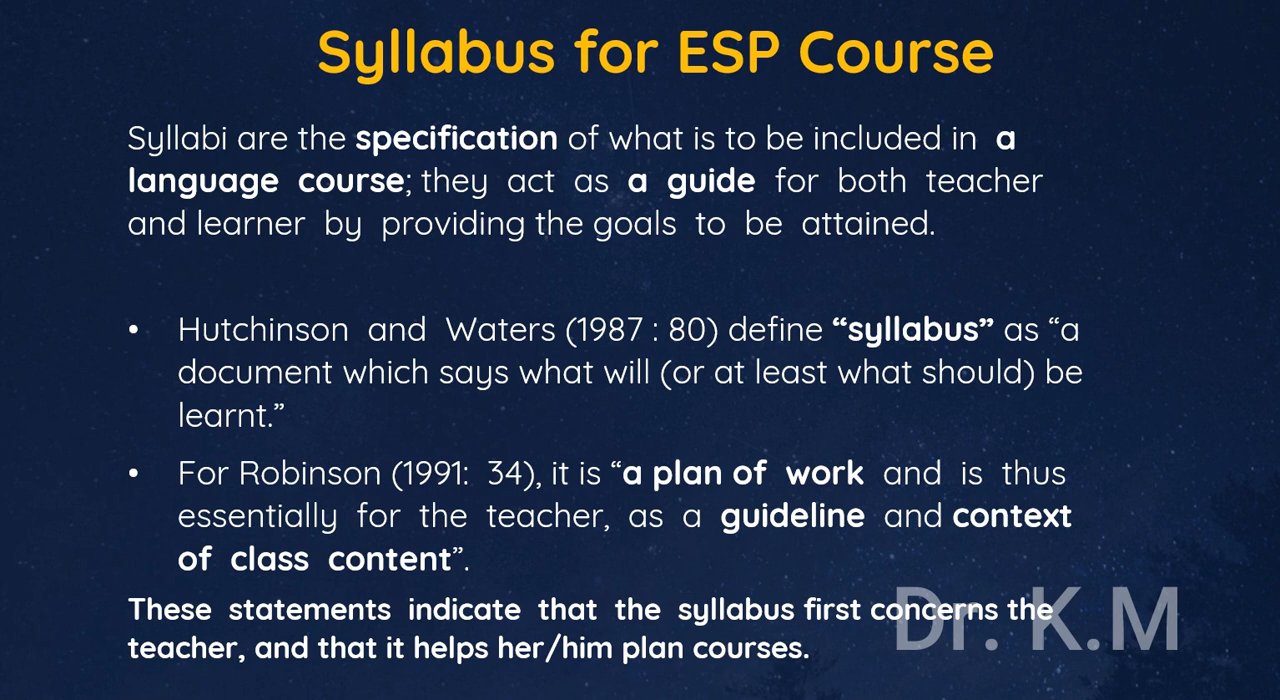 Syllabus for ESP Course
Syllabi are the specification of what is to be included in a
language course; they act as a guide for both teacher
and learner by providing the goals to be attained.
• Hutchinson and Waters (1987 : 80) define “syllabus” as “a
document which says what will (or at least what should) be
learnt.”
• For Robinson (1991: 34), it is “a plan of work and is thus
essentially for the teacher, as a guideline and context
of class content”.
These statements indicate that the syllabus first concerns the
teacher, and that it helps her/him plan courses.
Dr. K.M